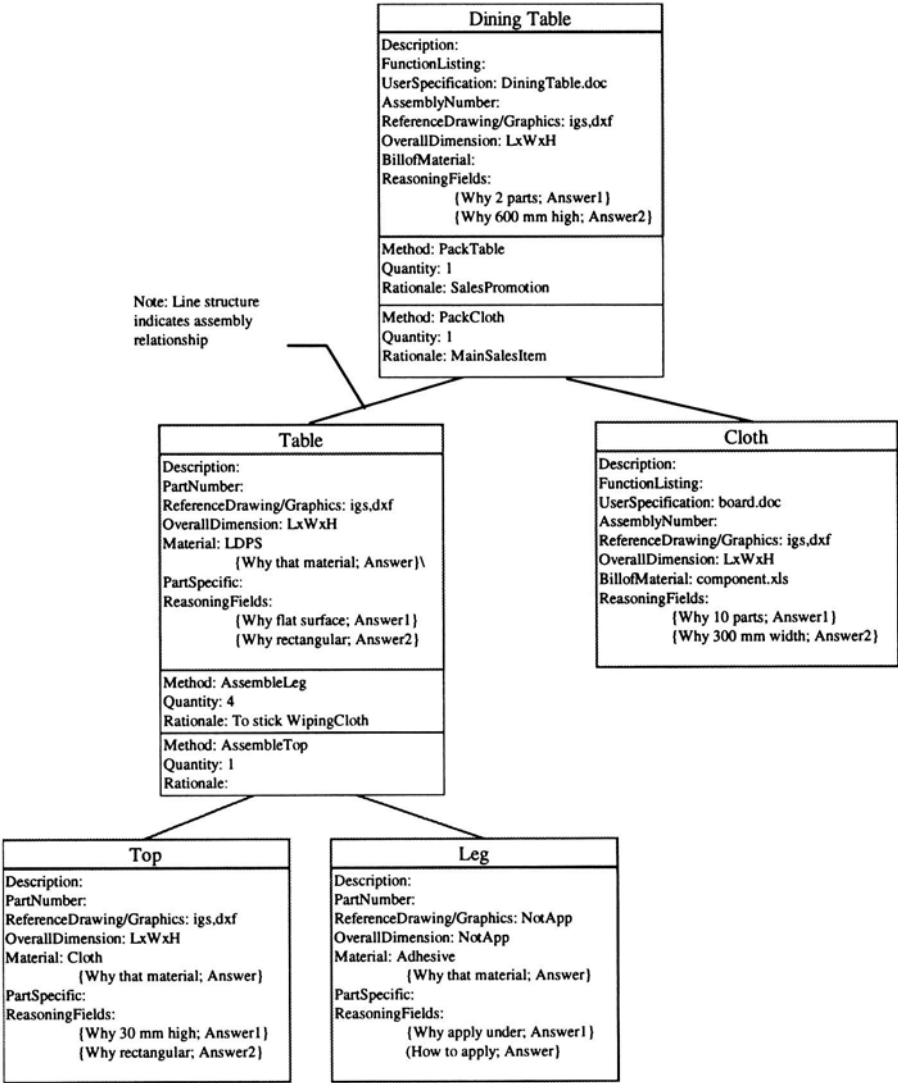 Dining Table
Description:
FunctionListing:
UserSpecification: DiningTable.doc
AssemblyNumber:
ReferenceDrawing/Graphics: igs,dxf
OverallDimension: LxWxH
BillofMaterial:
ReasoningFields:
{Why 2 parts; Answer1}
{Why 600 mm high; Answer2}
Method: PackTable
Quantity: 1
Rationale: SalesPromotion
Method: PackCloth
Quantity: 1
Rationale: MainSalesItem
Note: Line structure
indicates assembly
relationship
Table
Description:
PartNumber:
ReferenceDrawing/Graphics: igs,dxf
OverallDimension: LxWxH
Material: LDPS
{Why that material; Answer}\
PartSpecific:
ReasoningFields:
{Why flat surface; Answer1}
{Why rectangular; Answer2}
Method: AssembleLeg
Quantity: 4
Rationale: To stick WipingCloth
Method: AssembleTop
Quantity: 1
Rationale:
Cloth
Description:
FunctionListing:
UserSpecification: board.doc
AssemblyNumber:
ReferenceDrawing/Graphics: igs,dxf
OverallDimension: LxWxH
BillofMaterial: component.xls
ReasoningFields:
{Why 10 parts; Answer1}
{Why 300 mm width; Answer2}
Top
Description:
PartNumber:
ReferenceDrawing/Graphics: igs,dxf
OverallDimension: LxWxH
Material: Cloth
{Why that material; Answer}
PartSpecific:
ReasoningFields:
{Why 30 mm high; Answer1}
{Why rectangular; Answer2}
Leg
Description:
PartNumber:
ReferenceDrawing/Graphics: NotApp
OverallDimension: NotApp
Material: Adhesive
{Why that material; Answer}
PartSpecific:
ReasoningFields:
{Why apply under; Answer1}
(How to apply; Answer}